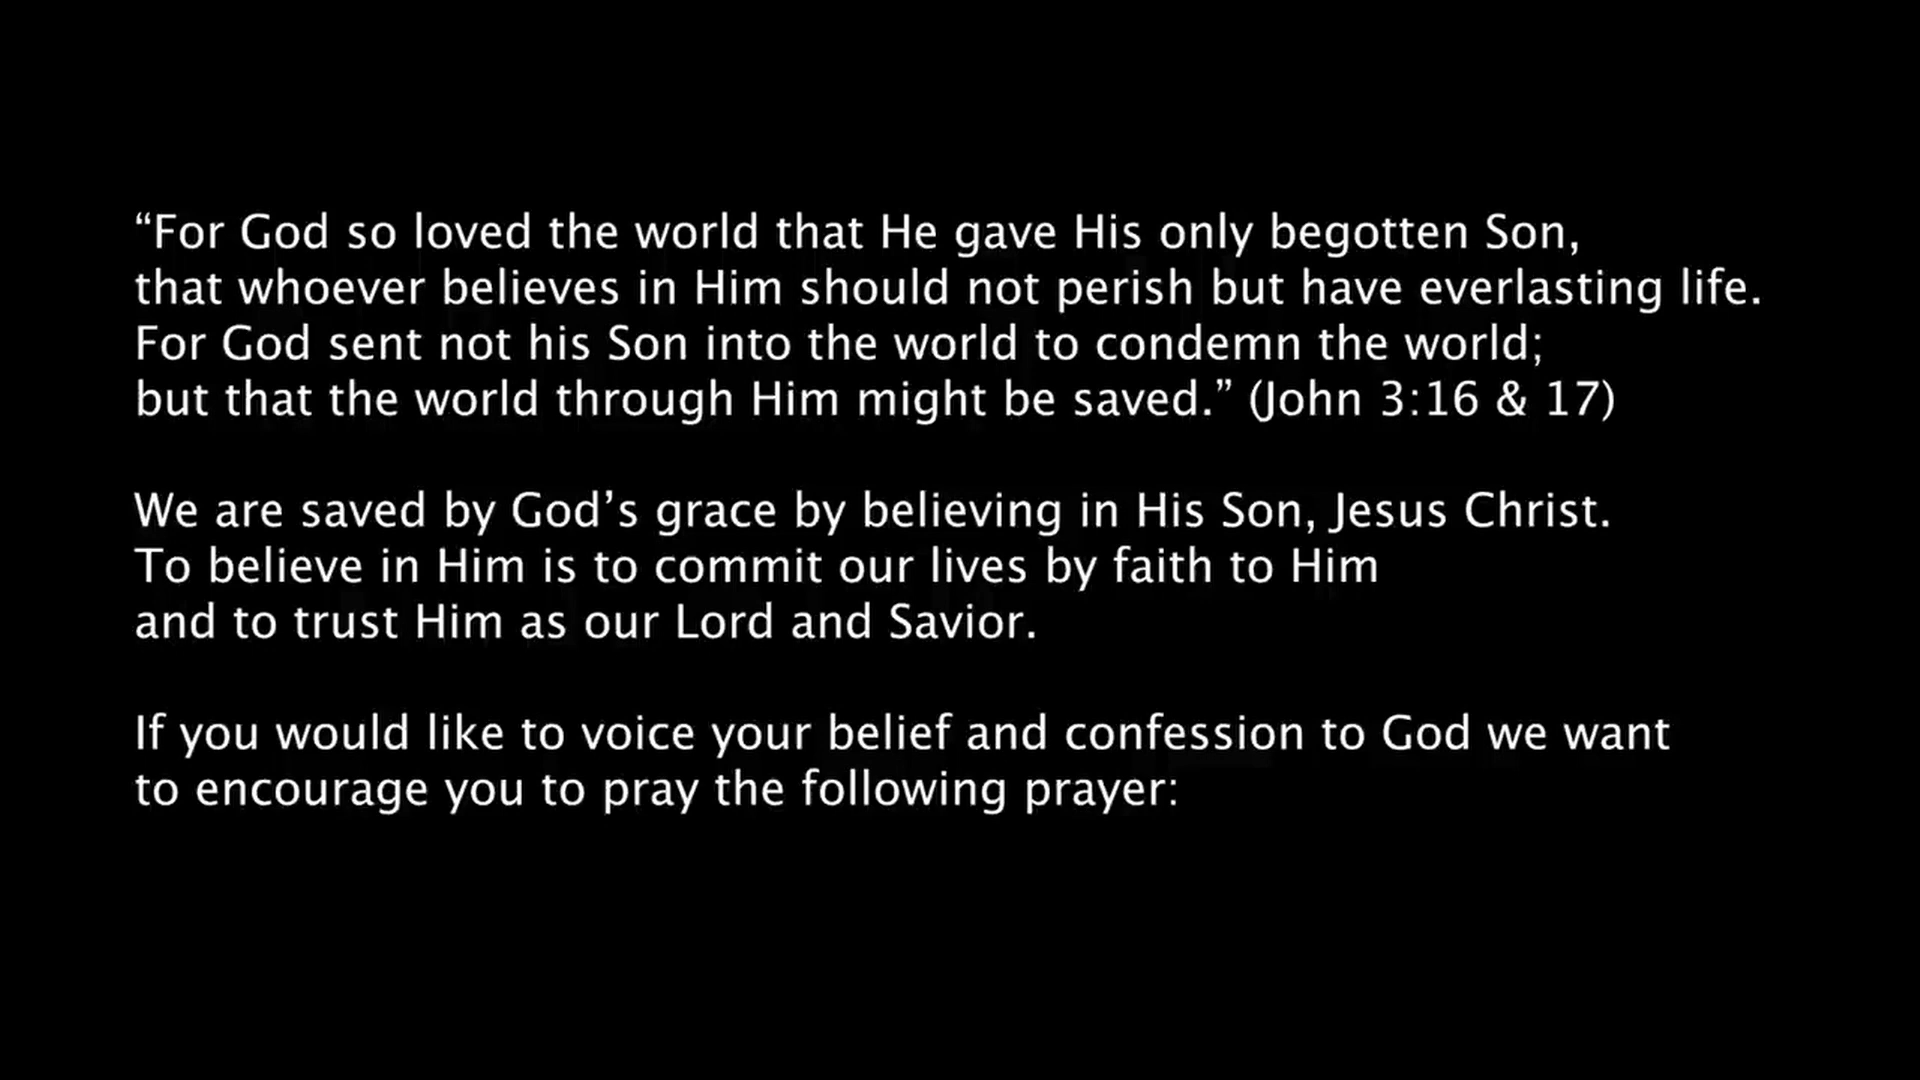 “For God so loved the world that He gave His only begotten Son,
that whoever believes in Him should not perish but have everlasting life.
For God sent not his Son into the world to condemn the world;
but that the world through Him might be saved.” (John 3:16 & 17)
We are saved by God’s grace by believing in His Son, Jesus Christ.
To believe in Him is to commit our lives by faith to Him
and to trust Him as our Lord and Savior.
If you would like to voice your belief and confession to God we want
to encourage you to pray the following prayer: